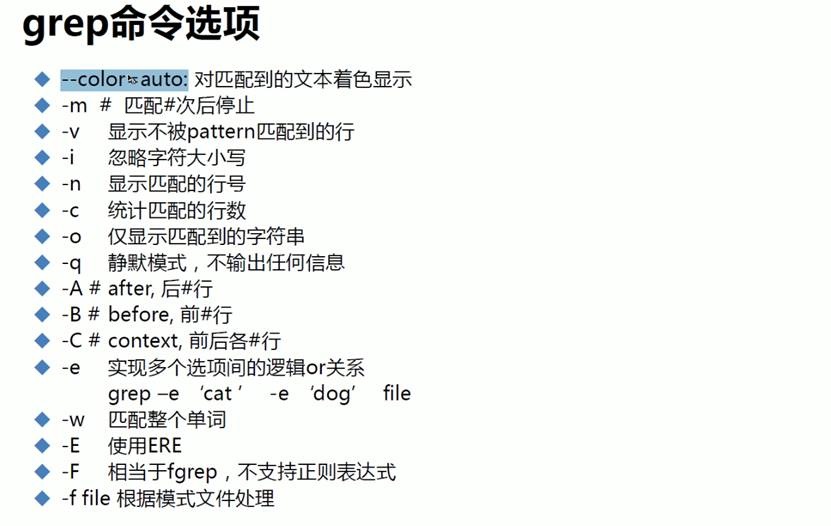 grep命令选项
--color=auto: 对匹配到的文本着色显示
-m # 匹配#次后停止
-v 显示不被pattern匹配到的行
-i 忽略字符大小写
-n 显示匹配的行号
-c 统计匹配的行数
-o 仅显示匹配到的字符串
-q 静默模式，不输出任何信息
-A # after, 后#行
-B # before, 前#行
-C # context, 前后各#行
-e 实现多个选项间的逻辑or关系
grep –e ‘cat ’ -e ‘dog’ file
-w 匹配整个单词
-E 使用ERE
-F 相当于fgrep，不支持正则表达式
-f file 根据模式文件处理